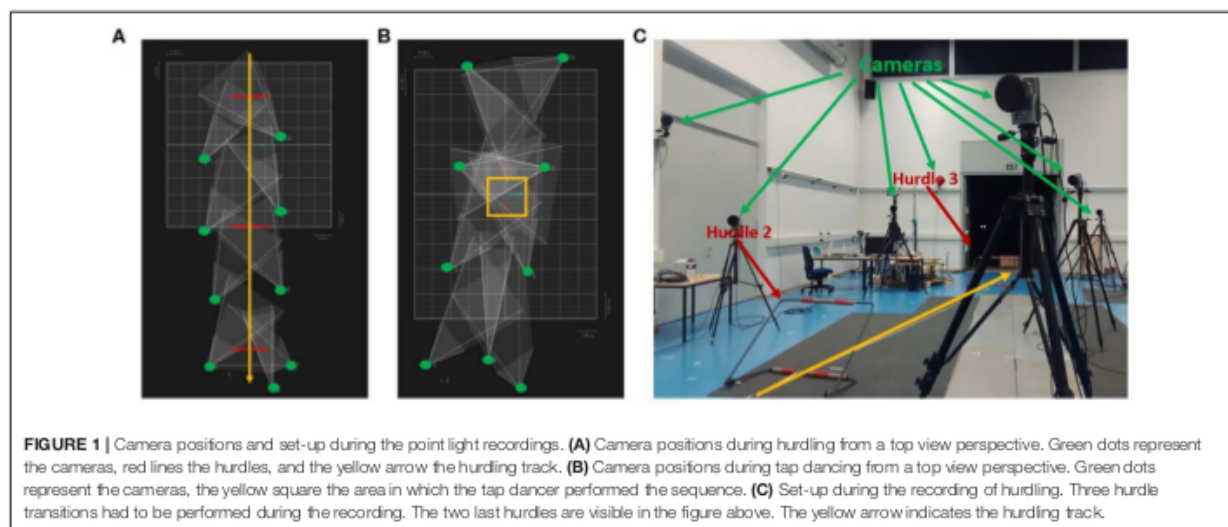 A
B
C
Cameras
Hurdle 3
Hurdle 2
FIGURE 1 | Camera positions and set-up during the point light recordings. (A) Camera positions during hurdling from a top view perspective. Green dots represent
the cameras, red lines the hurdles, and the yellow arrow the hurdling track. (B) Camera positions during tap dancing from a top view perspective. Green dots
represent the cameras, the yellow square the area in which the tap dancer performed the sequence. (C) Set-up during the recording of hurdling. Three hurdle
transitions had to be performed during the recording. The two last hurdles are visible in the figure above. The yellow arrow indicates the hurdling track.